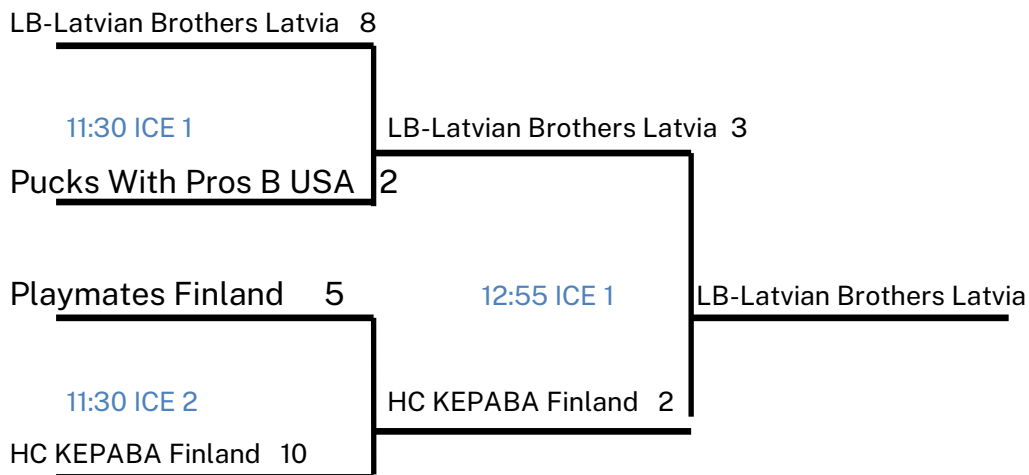 LB-Latvian Brothers Latvia 8
11:30 ICE 1
LB-Latvian Brothers Latvia 3
Pucks With Pros B USA 2
Playmates Finland 5
12:55 ICE 1
LB-Latvian Brothers Latvia
11:30 ICE 2
HC KEPABA Finland 2
HC KEPABA Finland 10